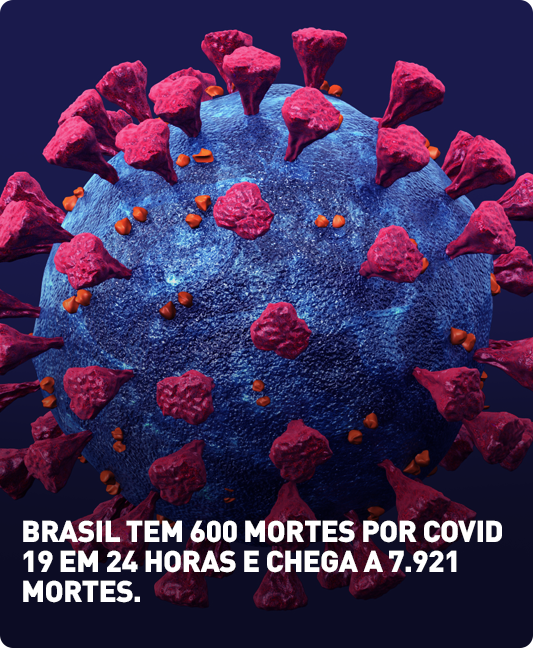 BRASIL TEM 600 MORTES POR COVID
19 EM 24 HORAS E CHEGA A 7.921
MORTES.